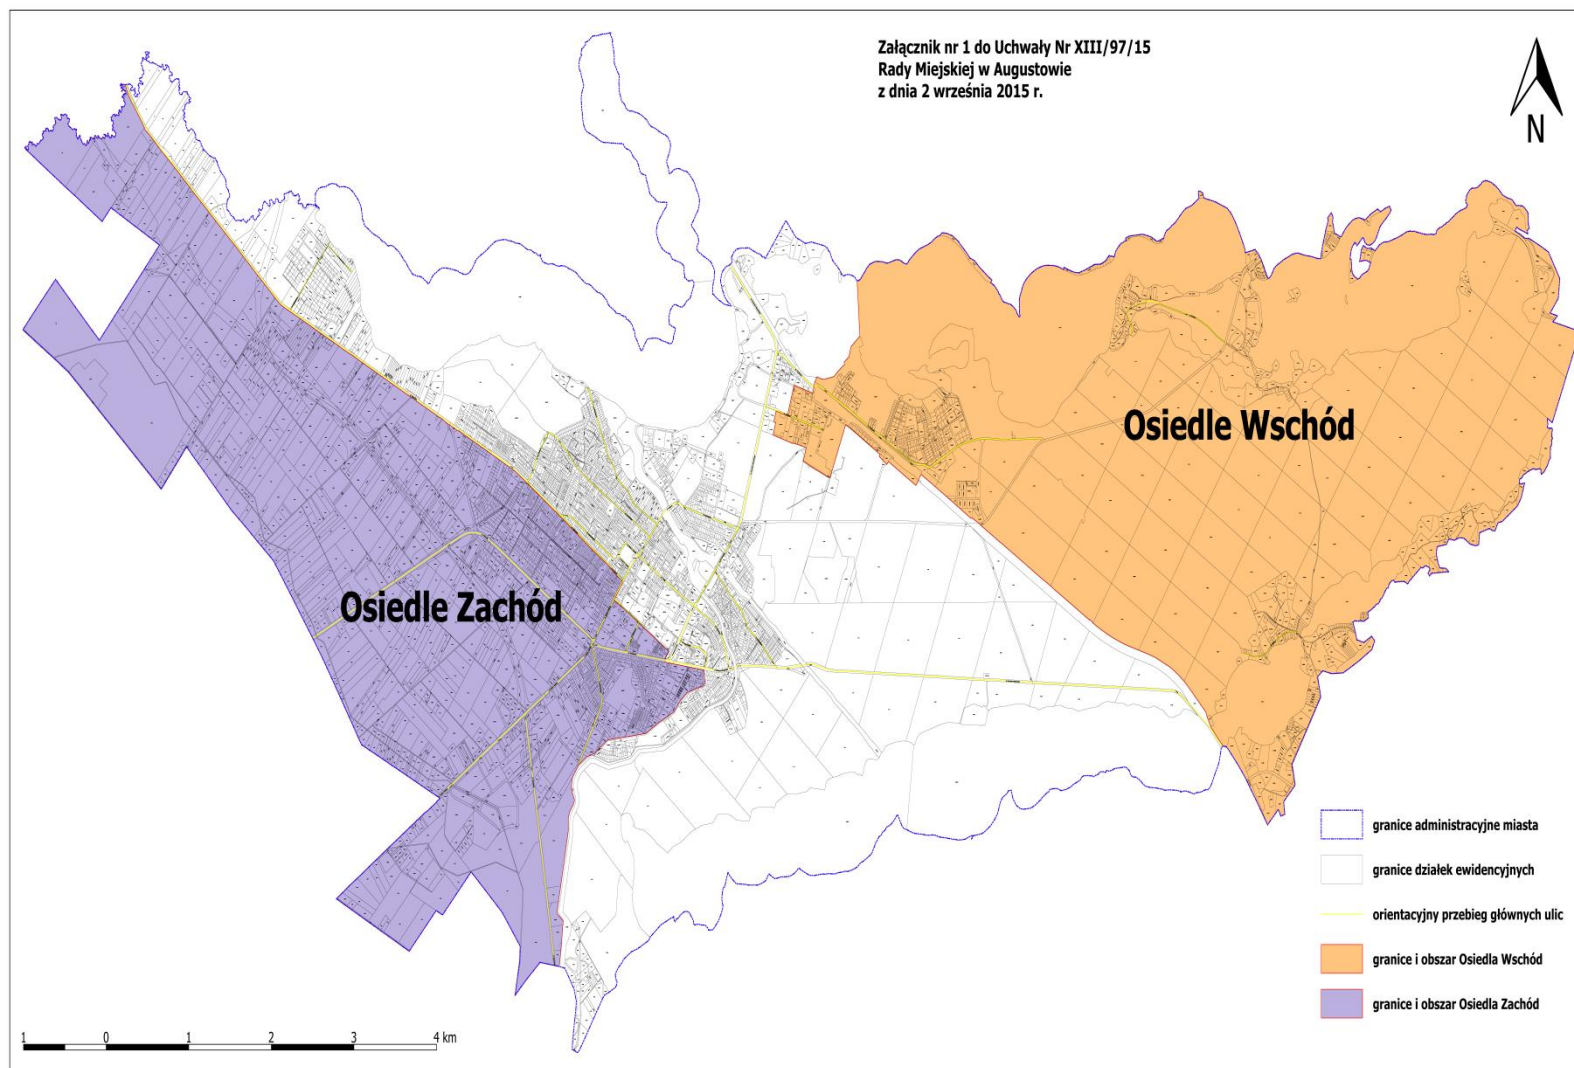 Załącznik nr 1 do Uchwały Nr XIII/97/15
Rady Miejskiej w Augustowie
z dnia 2 września 2015 r.
N
Osiedle Wschód
Osiedle Zachód
granice administracyjne miasta
granice działek ewidencyjnych
orientacyjny przebieg głównych ulic
granice i obszar Osiedla Wschód
granice i obszar Osiedla Zachód
1 0 1 2 3 4 km